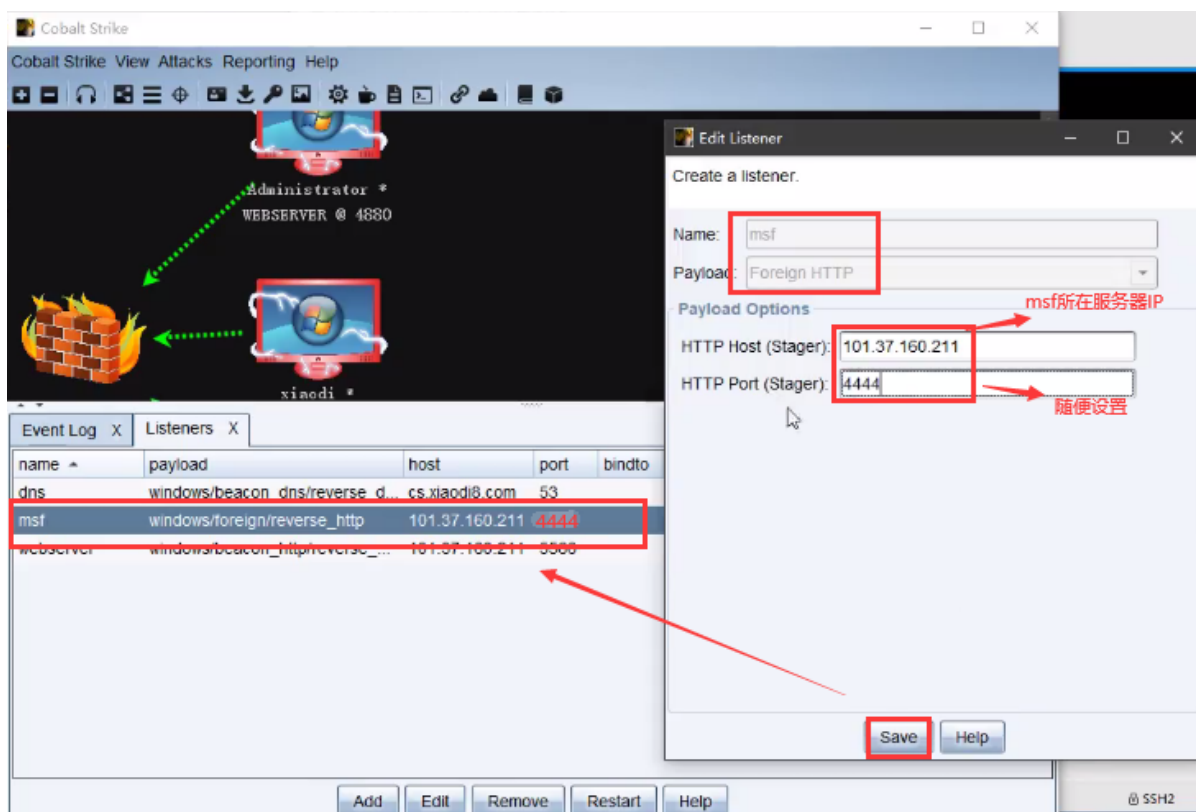 Cobalt Strike
Cobalt Strike View Attacks Reporting Help
Administrator *
WEBSERVER @ 4880
xiaodi *
Event Log X Listeners X
name payload host port bindto
dns windows/beacon_dns/reverse_d... cs.xiaodi8.com 53
msf windows/foreign/reverse_http 101.37.160.211 4444
webserver windows/beacon_http/reverse_... 101.37.160.211
Add Edit Remove Restart Help
Edit Listener
Create a listener.
Name: msf
Payload: Foreign HTTP
Payload Options
msf所在服务器IP
HTTP Host (Stager): 101.37.160.211
HTTP Port (Stager): 4444
随便设置
Save Help
SSH2